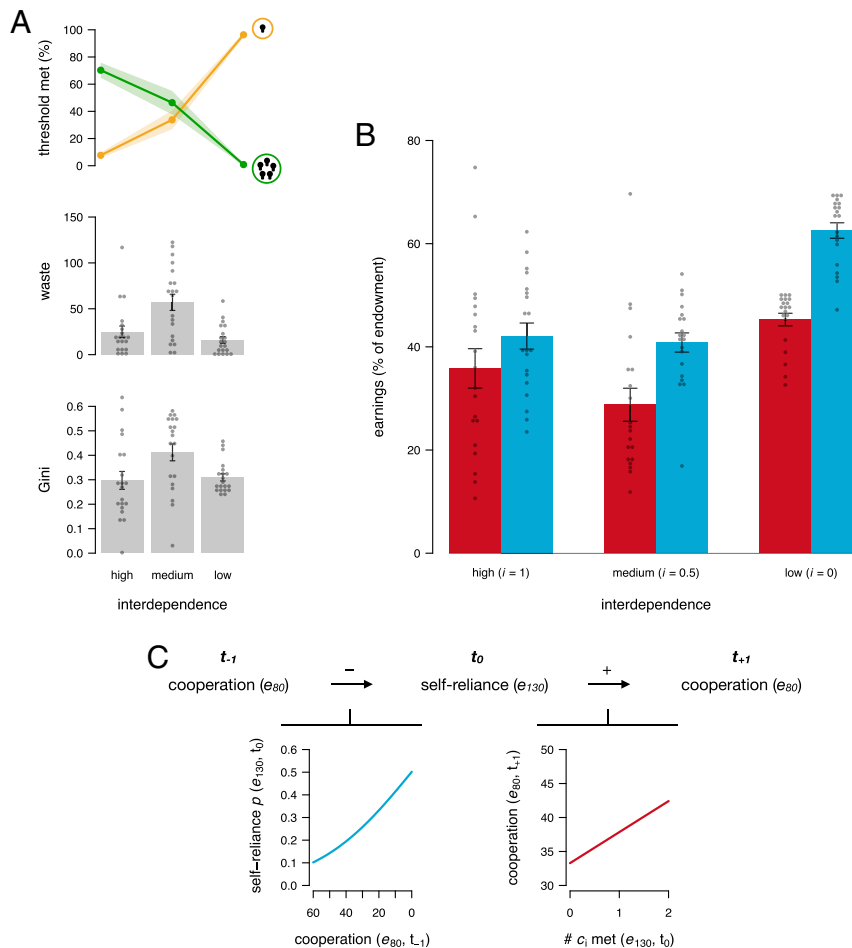 A
threshold met (%)
100
80
60
40
20
0
waste
150
100
50
0
Gini
0.6
0.5
0.4
0.3
0.2
0.1
0.0
high medium low
interdependence
B
earnings (% of endowment)
80
60
40
20
0
high (i = 1) medium (i = 0.5) low (i = 0)
interdependence
C
t-1 t0 t+1
cooperation (e80) − self-reliance (e130) + cooperation (e80)
self-reliance p (e130, t0)
0.6
0.5
0.4
0.3
0.2
0.1
0.0
60 40 20 0
cooperation (e80, t−1)
cooperation (e80, t+1)
50
45
40
35
30
0 1 2
# ci met (e130, t0)